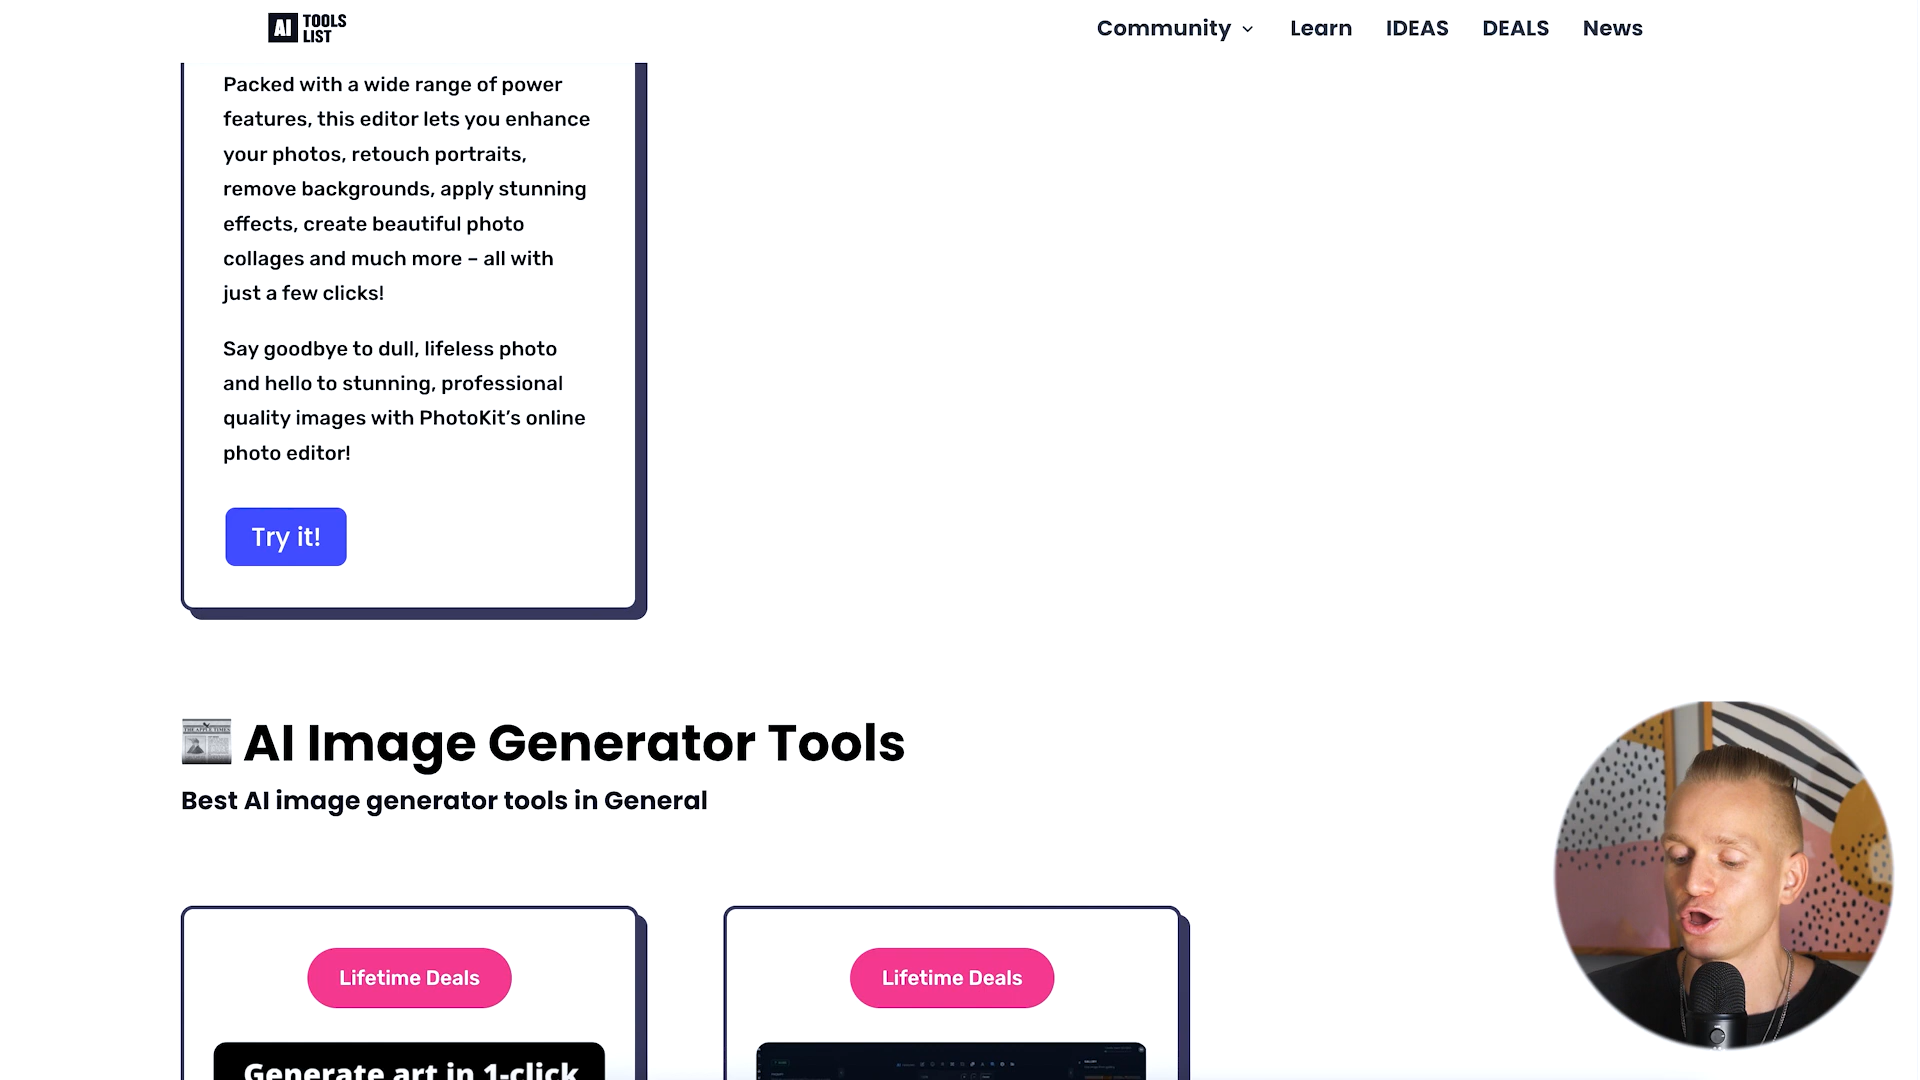 AI TOOLS
LIST
Community Learn IDEAS DEALS News
Packed with a wide range of power
features, this editor lets you enhance
your photos, retouch portraits,
remove backgrounds, apply stunning
effects, create beautiful photo
collages and much more – all with
just a few clicks!
Say goodbye to dull, lifeless photo
and hello to stunning, professional
quality images with PhotoKit’s online
photo editor!
Try it!
AI Image Generator Tools
Best AI image generator tools in General
Lifetime Deals
Lifetime Deals
Generate art in 1-click